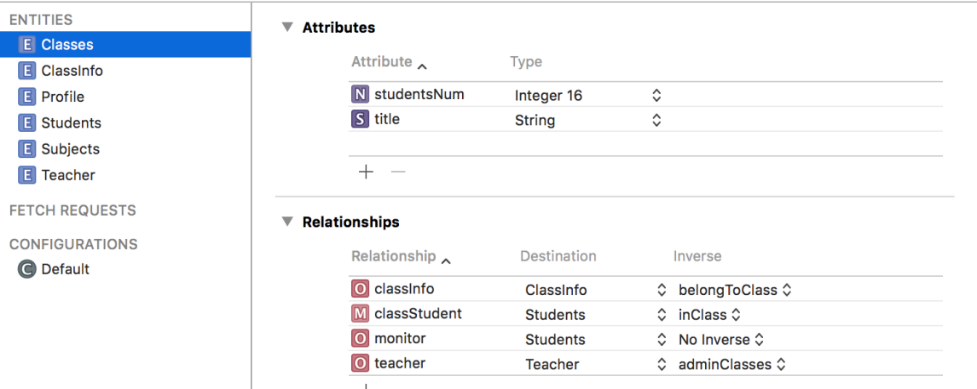 ENTITIES
E Classes
E ClassInfo
E Profile
E Students
E Subjects
E Teacher
FETCH REQUESTS
CONFIGURATIONS
C Default
Attributes
Attribute Type
N studentsNum Integer 16
S title String
Relationships
Relationship Destination Inverse
O classInfo ClassInfo belongToClass
M classStudent Students inClass
O monitor Students No Inverse
O teacher Teacher adminClasses